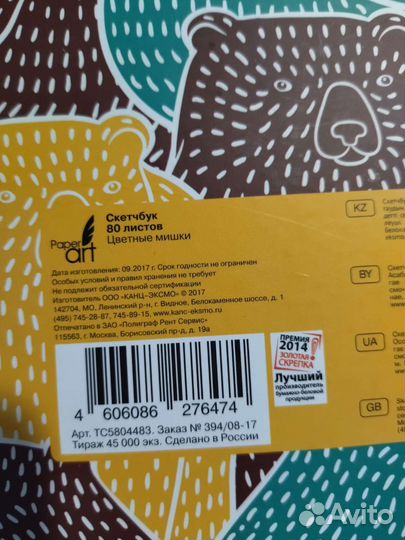 Paper art
Скетчбук
80 листов
Цветные мишки
Дата изготовления: 09.2017 г. Срок годности не ограничен
Особых условий и правил хранения не требует
Не подлежит обязательной сертификации
Изготовитель ООО «КАНЦ-ЭКСМО» © 2017
142704, МО, Ленинский р-н, г. Видное, Белокаменное шоссе, д. 1
(495) 745-28-87, 745-89-15, www.kanc-eksmo.ru
Отпечатано в ЗАО «Полиграф Рент Сервис»
115563, г. Москва, Борисовский пр-д, д. 19а
4 606086 276474
Арт. ТС5804483. Заказ № 394/08-17
Тираж 45 000 экз. Сделано в России
ПРЕМИЯ
2014
ЗОЛОТАЯ
СКРЕПКА
Лучший
производитель
бумажно-беловой
продукции
KZ
BY
UA
GB
Avito